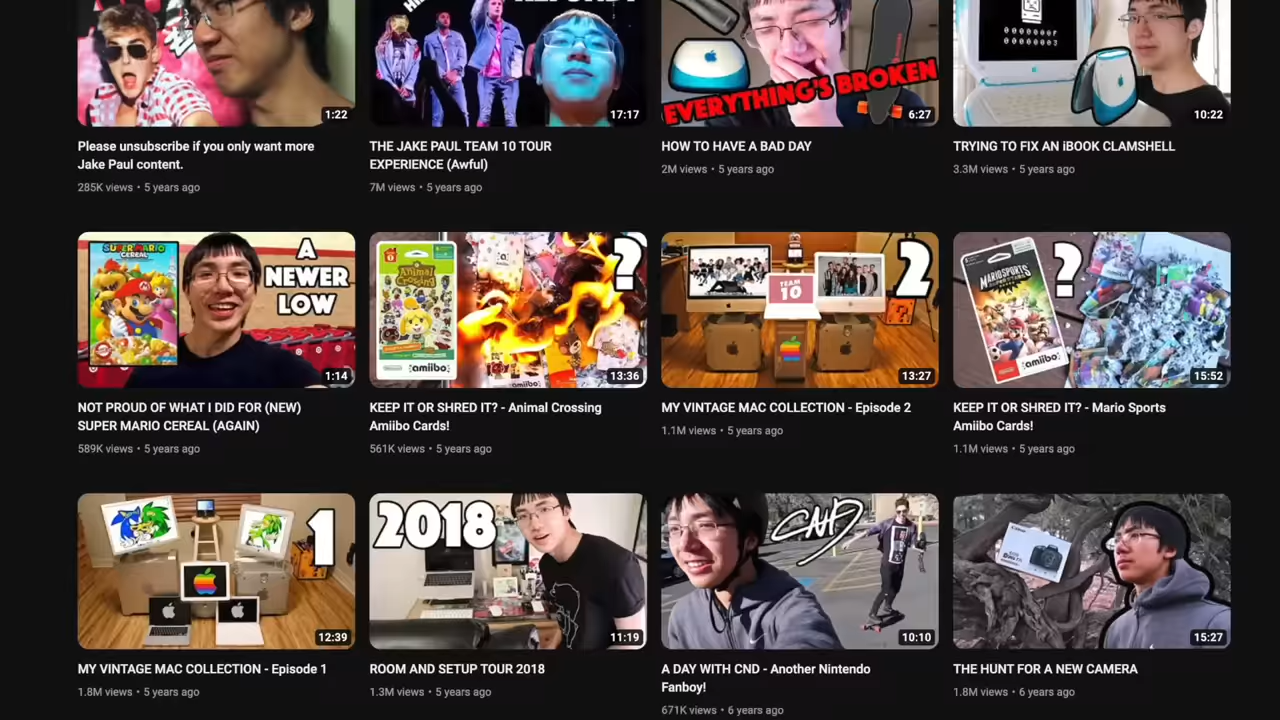 1:22
17:17
EVERYTHING'S BROKEN
6:27
10:22
Please unsubscribe if you only want more
Jake Paul content.
285K views • 5 years ago
THE JAKE PAUL TEAM 10 TOUR
EXPERIENCE (Awful)
7M views • 5 years ago
HOW TO HAVE A BAD DAY
2M views • 5 years ago
TRYING TO FIX AN iBOOK CLAMSHELL
3.3M views • 5 years ago
SUPER MARIO
CEREAL
A
NEWER
LOW
1:14
Animal
Crossing
?
amiibo
amiibo
13:36
TEAM
10
2
13:27
MARIO SPORTS
?
amiibo
15:52
NOT PROUD OF WHAT I DID FOR (NEW)
SUPER MARIO CEREAL (AGAIN)
589K views • 5 years ago
KEEP IT OR SHRED IT? - Animal Crossing
Amiibo Cards!
561K views • 5 years ago
MY VINTAGE MAC COLLECTION - Episode 2
1.1M views • 5 years ago
KEEP IT OR SHRED IT? - Mario Sports
Amiibo Cards!
1.1M views • 5 years ago
1
12:39
2018
11:19
CND
10:10
Canon
15:27
MY VINTAGE MAC COLLECTION - Episode 1
1.8M views • 5 years ago
ROOM AND SETUP TOUR 2018
1.3M views • 5 years ago
A DAY WITH CND - Another Nintendo
Fanboy!
671K views • 6 years ago
THE HUNT FOR A NEW CAMERA
1.8M views • 6 years ago